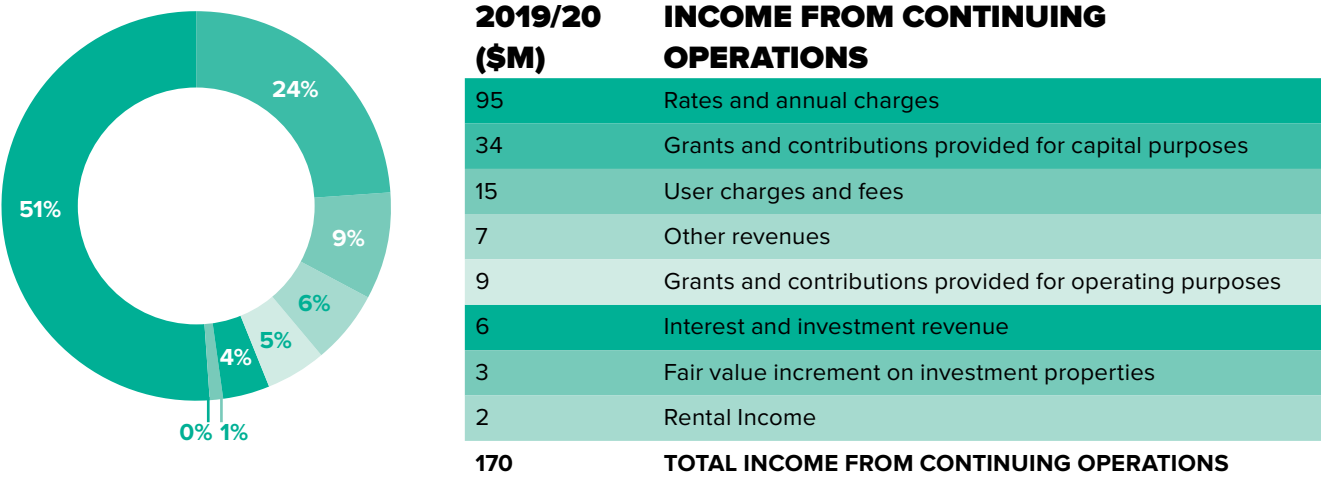 24%
51%
9%
6%
5%
4%
0% 1%
2019/20 INCOME FROM CONTINUING
($M) OPERATIONS
95 Rates and annual charges
34 Grants and contributions provided for capital purposes
15 User charges and fees
7 Other revenues
9 Grants and contributions provided for operating purposes
6 Interest and investment revenue
3 Fair value increment on investment properties
2 Rental Income
170 TOTAL INCOME FROM CONTINUING OPERATIONS